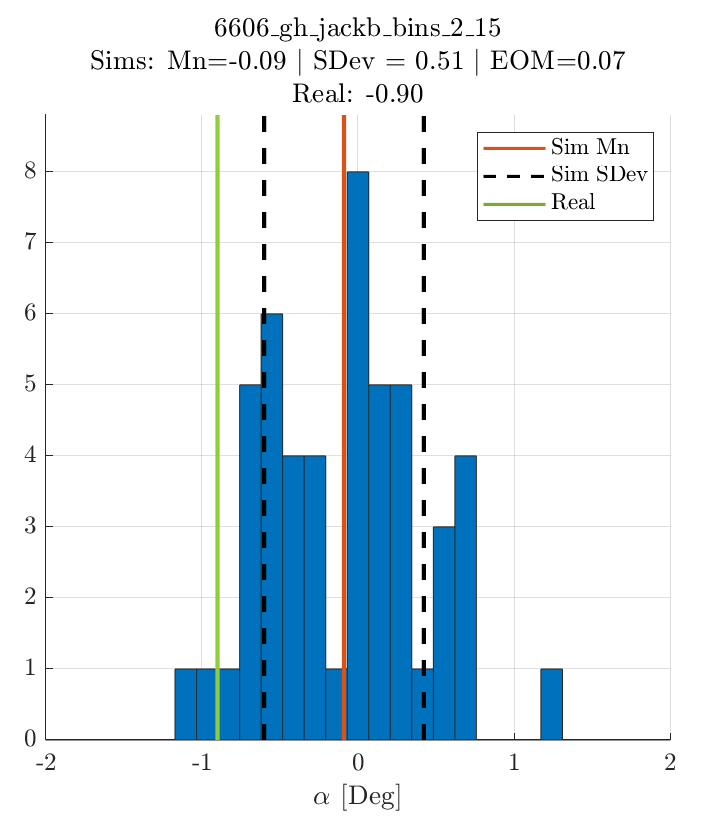 6606_gh_jackb_bins_2_15
Sims: Mn=-0.09 | SDev = 0.51 | EOM=0.07
Real: -0.90
Sim Mn
Sim SDev
Real
8
7
6
5
4
3
2
1
0
-2 -1 0 1 2
α [Deg]